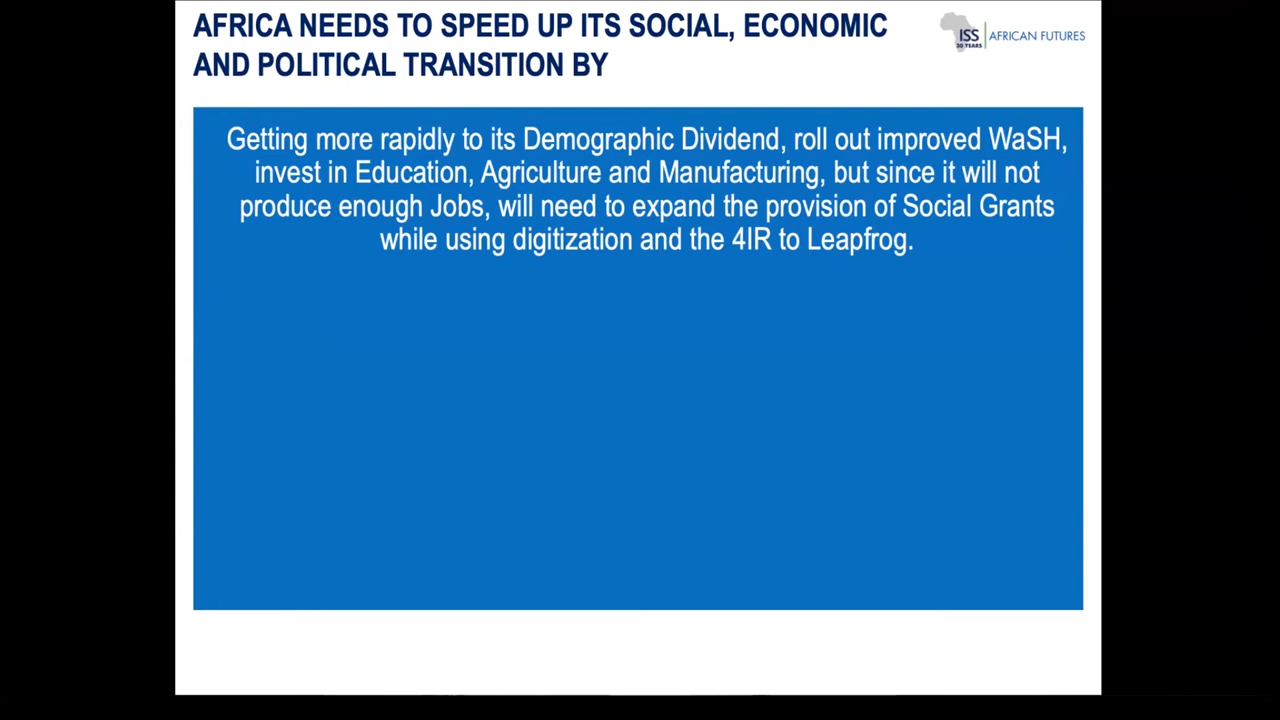 AFRICA NEEDS TO SPEED UP ITS SOCIAL, ECONOMIC
AND POLITICAL TRANSITION BY
ISS
30 YEARS
AFRICAN FUTURES
Getting more rapidly to its Demographic Dividend, roll out improved WaSH,
invest in Education, Agriculture and Manufacturing, but since it will not
produce enough Jobs, will need to expand the provision of Social Grants
while using digitization and the 4IR to Leapfrog.